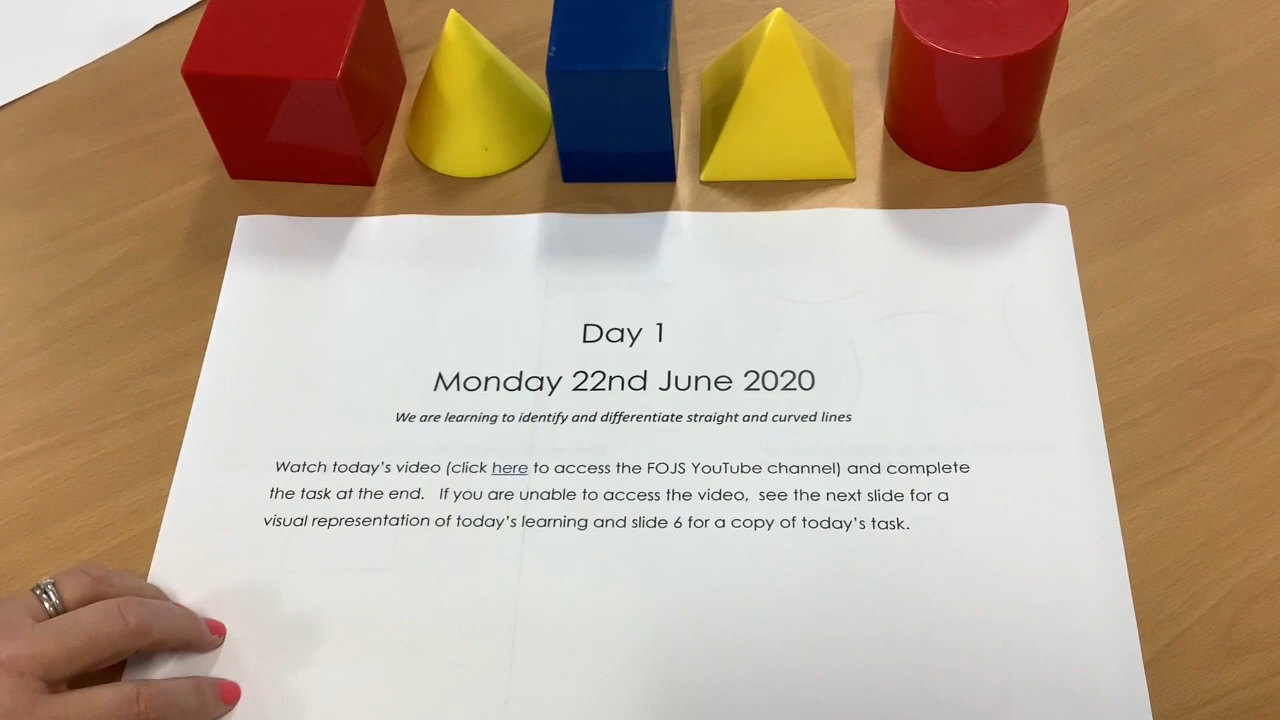 Day 1
Monday 22nd June 2020
We are learning to identify and differentiate straight and curved lines
Watch today's video (click here to access the FOJS YouTube channel) and complete
the task at the end. If you are unable to access the video, see the next slide for a
visual representation of today's learning and slide 6 for a copy of today's task.